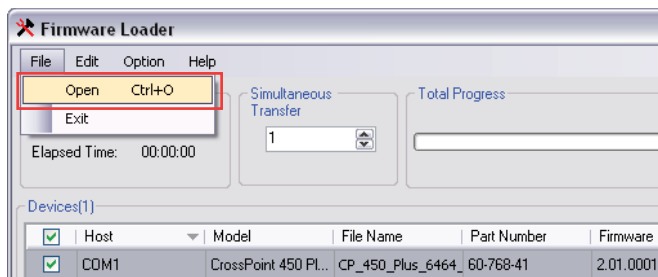 Firmware Loader
File Edit Option Help
Open Ctrl+O
Exit
Elapsed Time: 00:00:00
Simultaneous
Transfer
1
Total Progress
Devices(1)
Host Model File Name Part Number Firmware
COM1 CrossPoint 450 Pl... CP_450_Plus_6464_ 60-768-41 2.01.0001